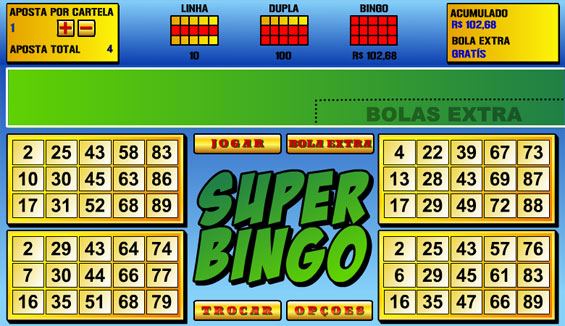 APOSTA POR CARTELA
1
APOSTA TOTAL 4
LINHA
10
DUPLA
100
BINGO
R$ 102,68
ACUMULADO
R$ 102,68
BOLA EXTRA
GRATÍS
BOLAS EXTRA
2 25 43 58 83
10 30 45 63 86
17 31 52 68 89
JOGAR
BOLA EXTRA
4 22 39 67 73
13 28 43 69 87
17 29 49 72 88
SUPER
BINGO
2 29 43 64 74
7 30 44 66 77
16 35 51 68 79
TROCAR
OPÇOES
2 25 43 57 76
6 29 45 61 83
16 35 47 66 89